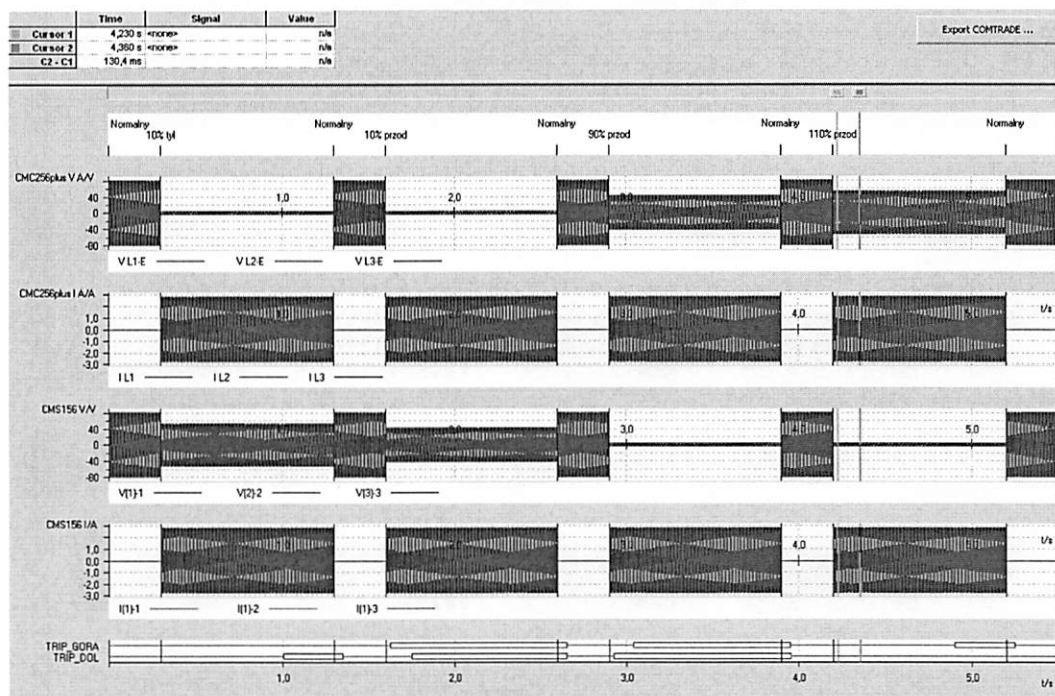 Time Signal Value
Cursor 1 4,230 s <none> n/a
Cursor 2 4,360 s <none> n/a
C2 - C1 130,4 ms n/a
Export COMTRADE ...
Normalny Normalny Normalny Normalny Normalny
10% tył 10% przod 90% przod 110% przod
CMC256plus V A/V
40
0
-40
-80
1,0 2,0 3,0 4,0
V L1-E V L2-E V L3-E
CMC256plus I A/A
1,0
0,0
-1,0
-2,0
-3,0
4,0 t/s
I L1 I L2 I L3
CMS156 V/V
40
0
-40
-80
3,0 5,0
V(1)-1 V(2)-2 V(3)-3
CMS156 I/A
1,0
0,0
-1,0
-2,0
-3,0
4,0 t/s
I(1)-1 I(1)-2 I(1)-3
TRIP_GORA
TRIP_DOL
1,0 2,0 3,0 4,0 5,0
t/s